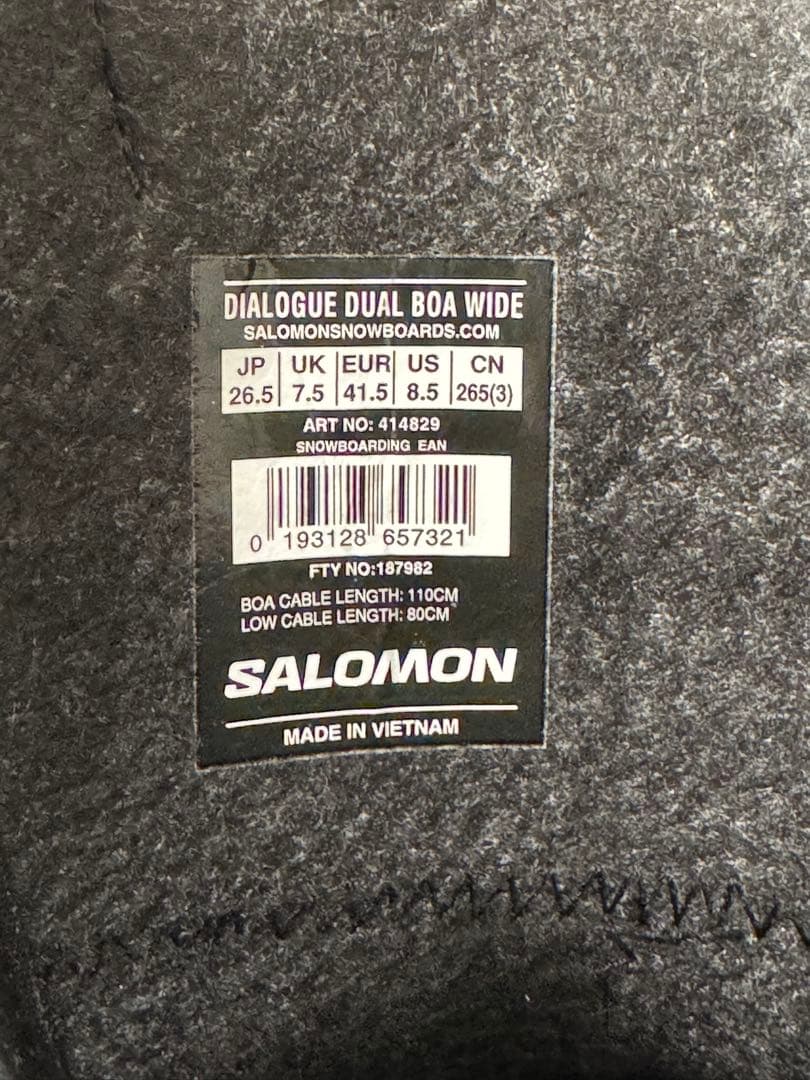 DIALOGUE DUAL BOA WIDE
SALOMONSNOWBOARDS.COM
JP UK EUR US CN
26.5 7.5 41.5 8.5 265(3)
ART NO: 414829
SNOWBOARDING EAN
0 193128 657321
FTY NO:187982
BOA CABLE LENGTH: 110CM
LOW CABLE LENGTH: 80CM
SALOMON
MADE IN VIETNAM